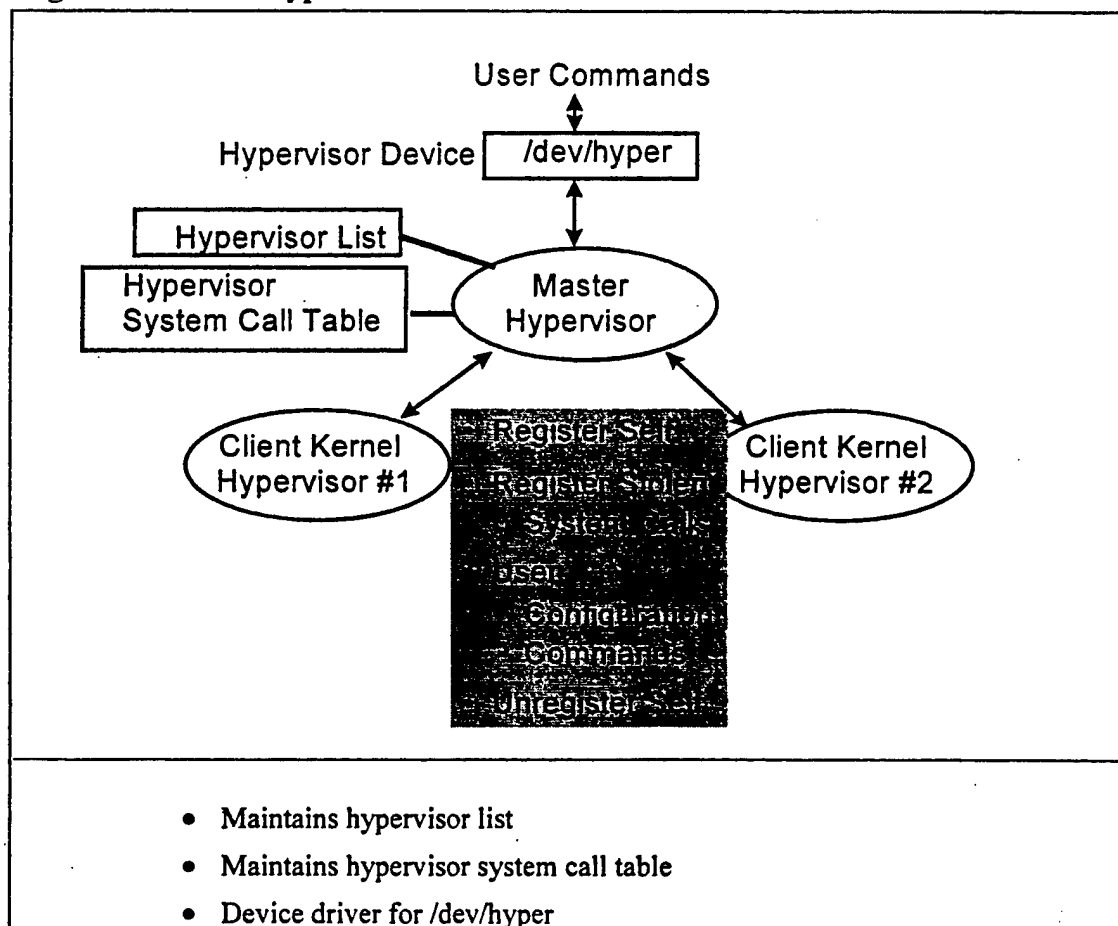 User Commands
Hypervisor Device /dev/hyper
Hypervisor List
Hypervisor
System Call Table
Master
Hypervisor
Client Kernel
Hypervisor #1
Register Self
Register Stolen
System Calls
User
Configuration
Commands
Unregister Self
Client Kernel
Hypervisor #2
• Maintains hypervisor list
• Maintains hypervisor system call table
• Device driver for /dev/hyper